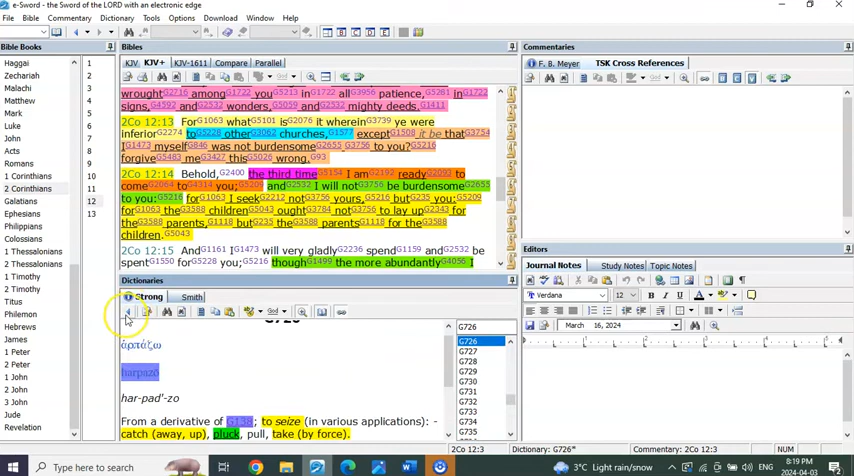 e-Sword - the Sword of the LORD with an electronic edge
File Bible Commentary Dictionary Tools Options Download Window Help
B C D E
Bible Books
Haggai
Zechariah
Malachi
Matthew
Mark
Luke
John
Acts
Romans
1 Corinthians
2 Corinthians
Galatians
Ephesians
Philippians
Colossians
1 Thessalonians
2 Thessalonians
1 Timothy
2 Timothy
Titus
Philemon
Hebrews
James
1 Peter
2 Peter
1 John
2 John
3 John
Jude
Revelation
1
2
3
4
5
6
7
8
9
10
11
12
13
Bibles
KJV KJV+ KJV-1611 Compare Parallel
wrought G2716 among G1722 you G5213 in G1722 all G3956 patience, G5281 in G1722
signs, G4592 and G2532 wonders, G5059 and G2532 mighty deeds. G1411
2Co 12:13 For G1063 what G5101 is G2076 it wherein G3739 ye were
inferior G2274 to G5228 other G3062 churches, G1577 except it be that G3754
I G1473 myself G846 was not burdensome G2655 G3756 to you? G5216
forgive G5483 me G3427 this G5026 wrong. G93
2Co 12:14 Behold, G2400 the third time G5154 I am G2192 ready G2093 to
come G2064 to G4314 you; G5209 and G2532 I will not G3756 be burdensome G2655
to you: G5216 for G1063 I seek G2212 not G3756 yours, G5216 but G235 you: G5209
for G1063 the G3588 children G5043 ought G3784 not G3756 to lay up G2343 for
the G3588 parents, G1118 but G235 the G3588 parents G1118 for the G3588
children. G5043
2Co 12:15 And G1161 I G1473 will very gladly G2236 spend G1159 and G2532 be
spent G1550 for G5228 you; G5216 though G1499 the more abundantly G4056 I
Dictionaries
Strong Smith
G726
ἁρπάζω
harpazō
har-pad'-zo
From a derivative of G138; to seize (in various applications): -
catch (away, up), pluck, pull, take (by force).
G726
G726
G727
G728
G729
G730
G731
G732
G733
G734
G735
Commentaries
F. B. Meyer TSK Cross References
Editors
Journal Notes Study Notes Topic Notes
Verdana 12 B I U A
March 16, 2024
2Co 12:3 Dictionary: G726* Commentary: 2Co 12:3 NUM
Type here to search
3°C Light rain/snow ENG
8:19 PM
2024-04-03